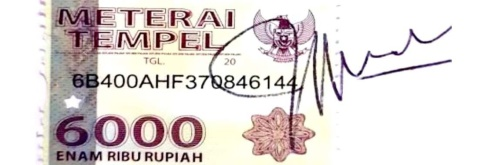 METERAI
TEMPEL
TGL. 20
6B400AHF370846144
6000
ENAM RIBU RUPIAH